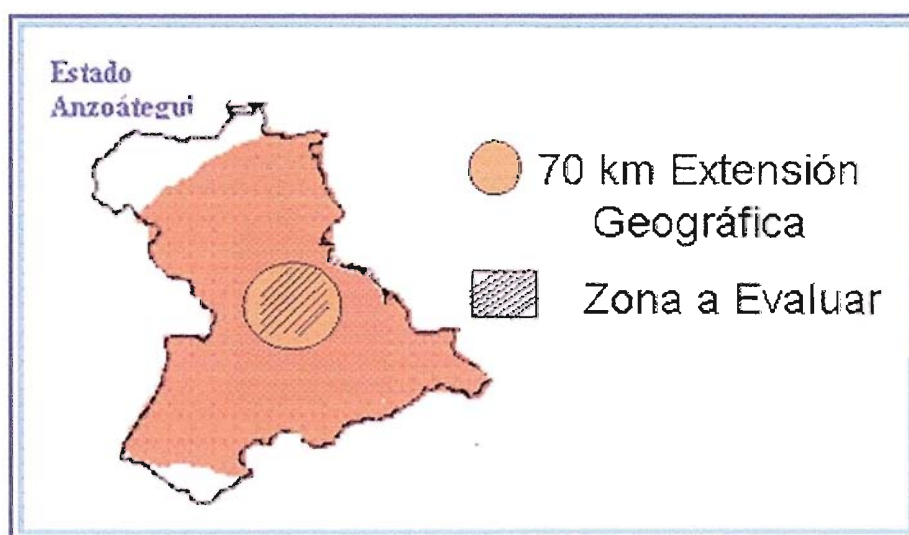 Estado
Anzoátegui
70 km Extensión
Geográfica
Zona a Evaluar